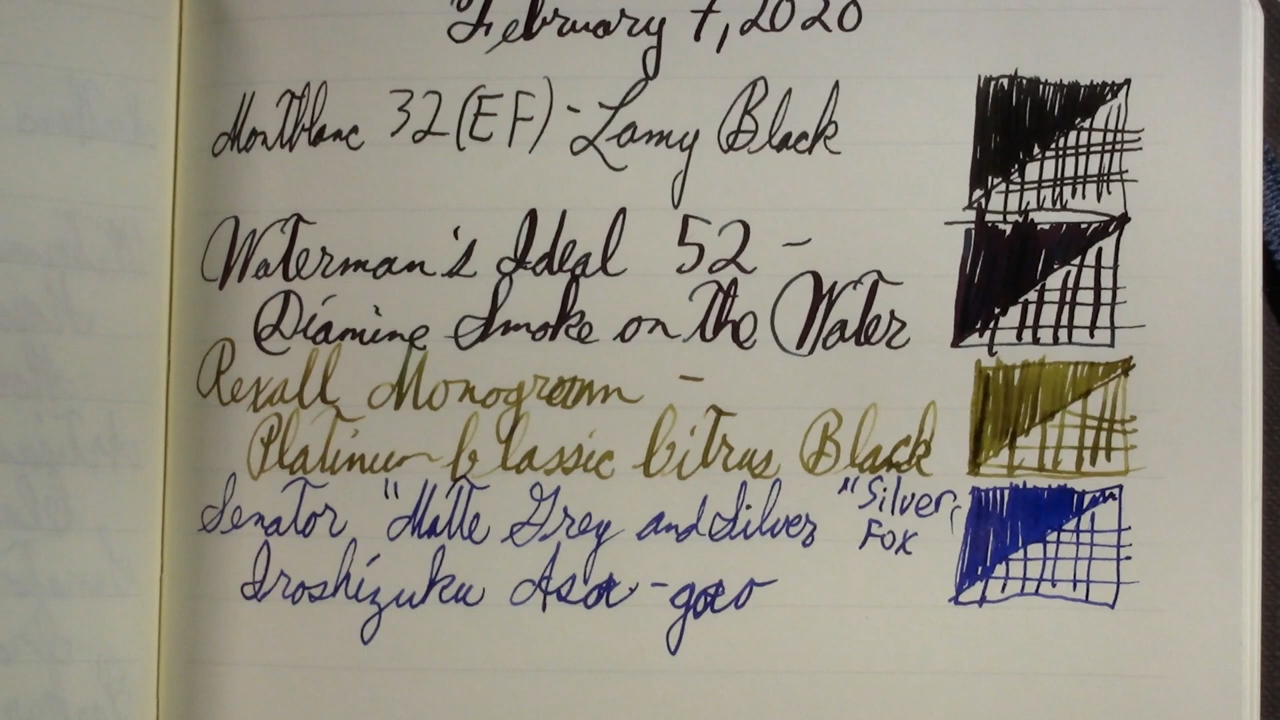 February 7, 2020
Montblanc 32 (EF) - Lamy Black
Waterman's Ideal 52 -
Diamine Smoke on the Water
Rexall Monogram -
Platinum Classic Citrus Black
Senator "Matte Grey and Silver "Silver
Fox
Iroshizuku Asa-gao